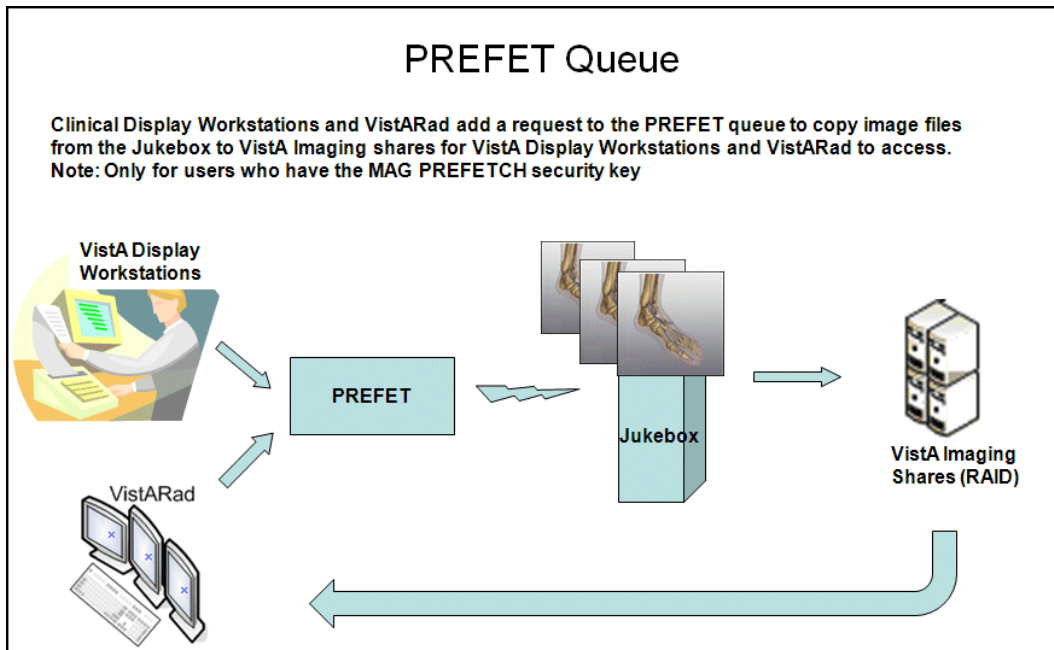 PREFET Queue
Clinical Display Workstations and VistARad add a request to the PREFET queue to copy image files
from the Jukebox to VistA Imaging shares for VistA Display Workstations and VistARad to access.
Note: Only for users who have the MAG PREFETCH security key
VistA Display
Workstations
PREFET
Jukebox
VistA Imaging
Shares (RAID)
VistARad